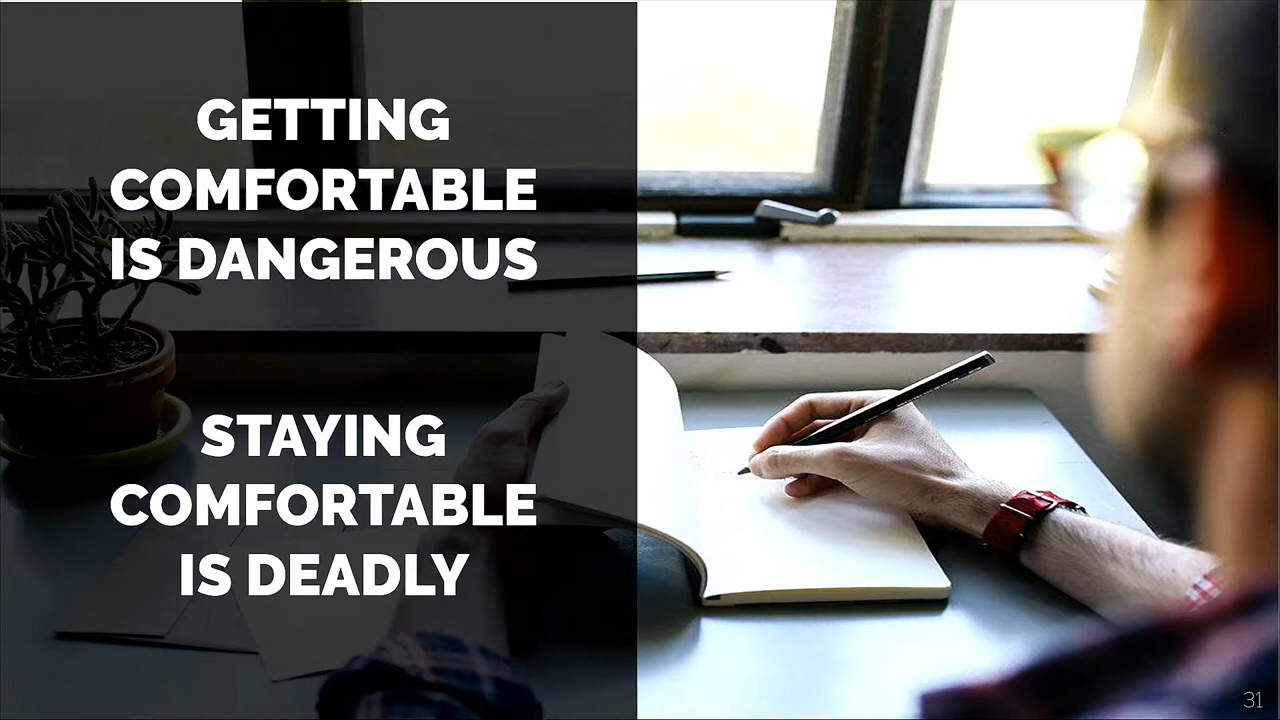 GETTING
COMFORTABLE
IS DANGEROUS
STAYING
COMFORTABLE
IS DEADLY
31